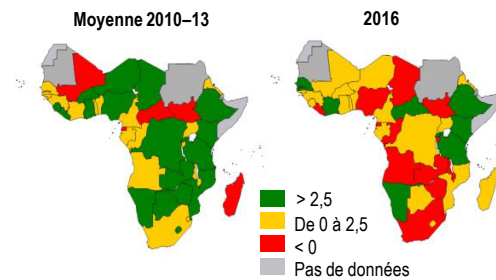 Moyenne 2010–13
2016
> 2,5
De 0 à 2,5
< 0
Pas de données